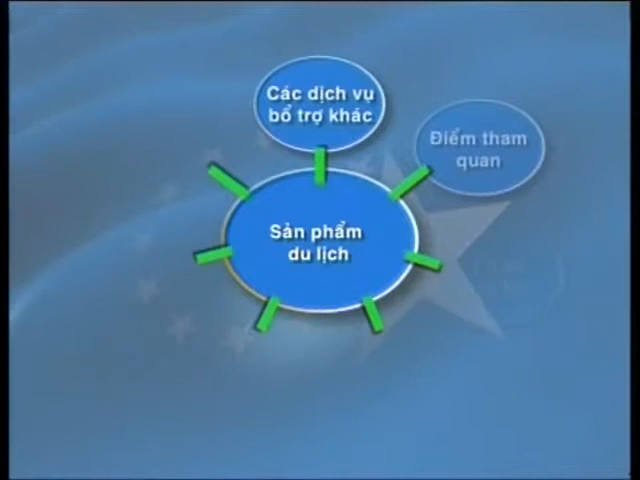 Các dịch vụ
bổ trợ khác
Điểm tham
quan
Sản phẩm
du lịch